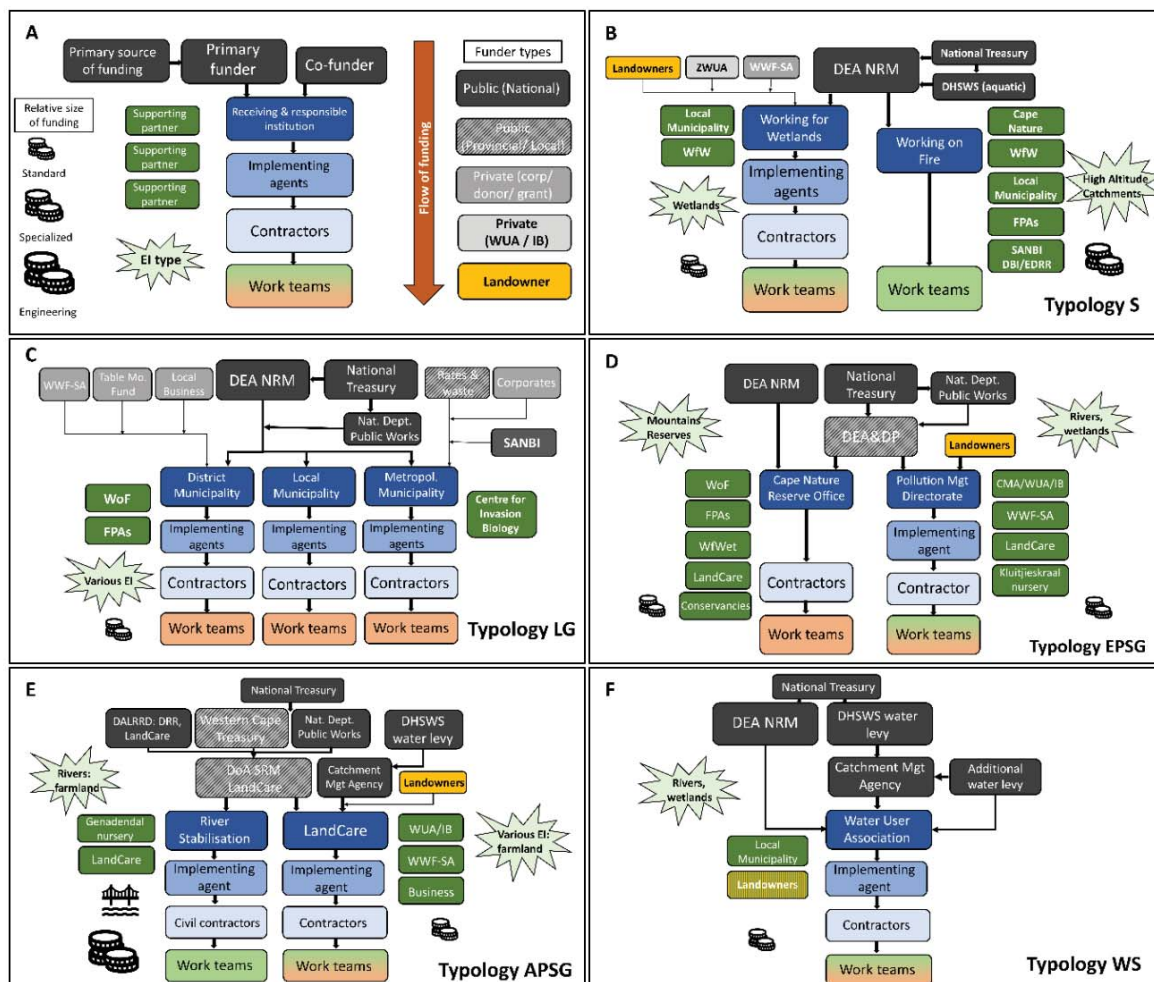 A
Primary source
of funding
Primary
funder
Co-funder
Relative size
of funding
Standard
Specialized
Engineering
Supporting
partner
Supporting
partner
Supporting
partner
EI type
Receiving & responsible
institution
Implementing
agents
Contractors
Work teams
Flow of funding
Funder types
Public (National)
Public
(Provincial/ Local)
Private (corp/
donor/ grant)
Private
(WUA / IB)
Landowner
B
Landowners
ZWUA
WWF-SA
DEA NRM
National Treasury
DHSWS (aquatic)
Local
Municipality
WfW
Wetlands
Working for
Wetlands
Implementing
agents
Contractors
Work teams
Working on
Fire
Work teams
Cape
Nature
WfW
Local
Municipality
FPAs
SANBI
DBI/EDRR
High Altitude
Catchments
Typology S
C
WWF-SA
Table Mo.
Fund
Local
Business
DEA NRM
National
Treasury
Nat. Dept.
Public Works
Rates &
waste
Corporates
SANBI
WoF
FPAs
Various EI
District
Municipality
Local
Municipality
Metropol.
Municipality
Implementing
agents
Implementing
agents
Implementing
agents
Contractors
Contractors
Contractors
Work teams
Work teams
Work teams
Centre for
Invasion
Biology
Typology LG
D
DEA NRM
National
Treasury
Nat. Dept.
Public Works
Mountains
Reserves
DEA&DP
Landowners
Rivers,
wetlands
WoF
FPAs
WfWet
LandCare
Conservancies
Cape Nature
Reserve Office
Contractors
Work teams
Pollution Mgt
Directorate
Implementing
agent
Contractor
Work teams
CMA/WUA/IB
WWF-SA
LandCare
Kluitjieskraal
nursery
Typology EPSG
E
National Treasury
DALRRD: DRR,
LandCare
Western Cape
Treasury
Nat. Dept.
Public Works
DHSWS
water levy
Rivers:
farmland
DoA SRM
LandCare
Catchment
Mgt Agency
Landowners
Genadendal
nursery
LandCare
River
Stabilisation
Implementing
agent
Civil contractors
Work teams
LandCare
Implementing
agent
Contractors
Work teams
WUA/IB
WWF-SA
Business
Various EI:
farmland
Typology APSG
F
National Treasury
DEA NRM
DHSWS water
levy
Rivers,
wetlands
Catchment Mgt
Agency
Additional
water levy
Water User
Association
Local
Municipality
Landowners
Implementing
agent
Contractors
Work teams
Typology WS